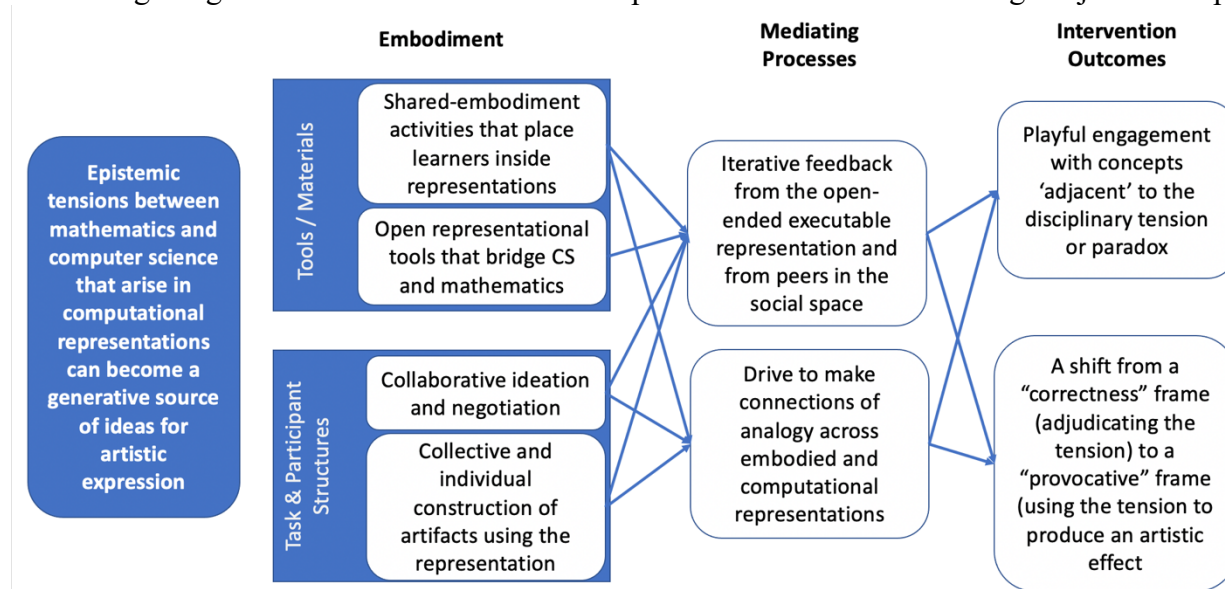 Embodiment
Mediating
Processes
Intervention
Outcomes
Epistemic
tensions between
mathematics and
computer science
that arise in
computational
representations
can become a
generative source
of ideas for
artistic
expression
Tools / Materials
Shared-embodiment
activities that place
learners inside
representations
Open representational
tools that bridge CS
and mathematics
Task & Participant
Structures
Collaborative ideation
and negotiation
Collective and
individual
construction of
artifacts using the
representation
Iterative feedback
from the open-
ended executable
representation and
from peers in the
social space
Drive to make
connections of
analogy across
embodied and
computational
representations
Playful engagement
with concepts
‘adjacent’ to the
disciplinary tension
or paradox
A shift from a
“correctness” frame
(adjudicating the
tension) to a
“provocative” frame
(using the tension to
produce an artistic
effect